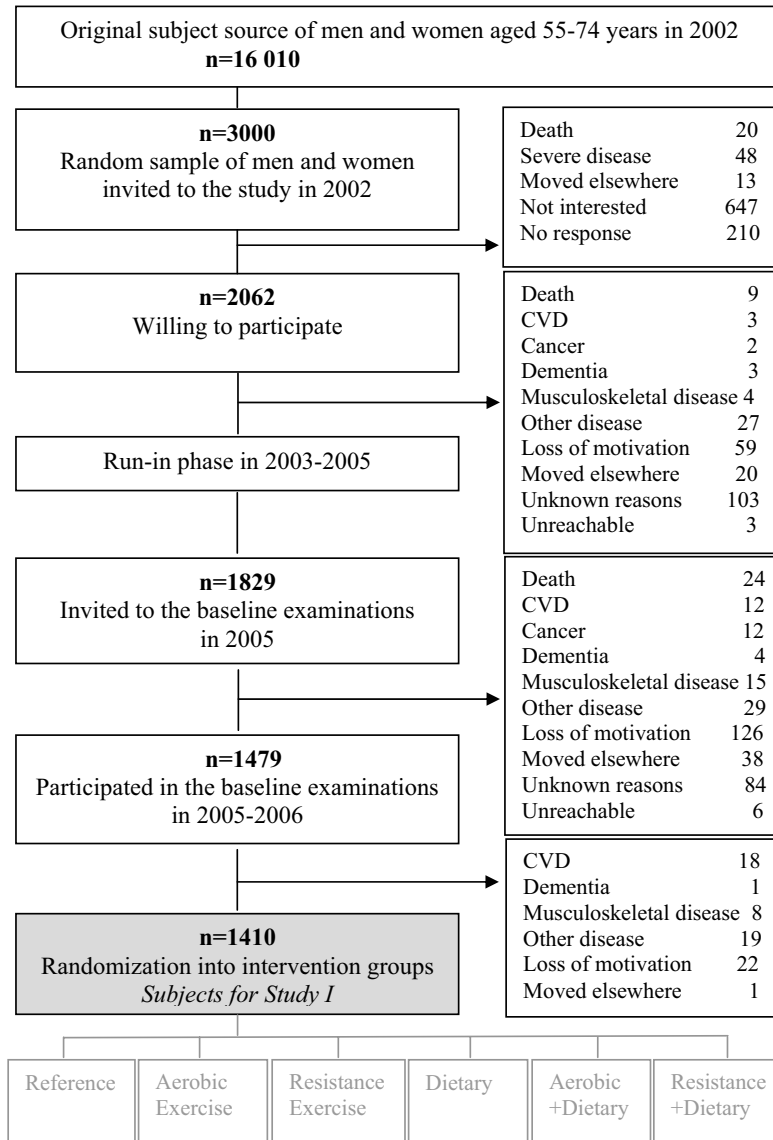 Original subject source of men and women aged 55-74 years in 2002
n=16 010
n=3000
Random sample of men and women
invited to the study in 2002
Death 20
Severe disease 48
Moved elsewhere 13
Not interested 647
No response 210
n=2062
Willing to participate
Death 9
CVD 3
Cancer 2
Dementia 3
Musculoskeletal disease 4
Other disease 27
Loss of motivation 59
Moved elsewhere 20
Unknown reasons 103
Unreachable 3
Run-in phase in 2003-2005
n=1829
Invited to the baseline examinations
in 2005
Death 24
CVD 12
Cancer 12
Dementia 4
Musculoskeletal disease 15
Other disease 29
Loss of motivation 126
Moved elsewhere 38
Unknown reasons 84
Unreachable 6
n=1479
Participated in the baseline examinations
in 2005-2006
CVD 18
Dementia 1
Musculoskeletal disease 8
Other disease 19
Loss of motivation 22
Moved elsewhere 1
n=1410
Randomization into intervention groups
Subjects for Study I
Reference
Aerobic
Exercise
Resistance
Exercise
Dietary
Aerobic
+Dietary
Resistance
+Dietary